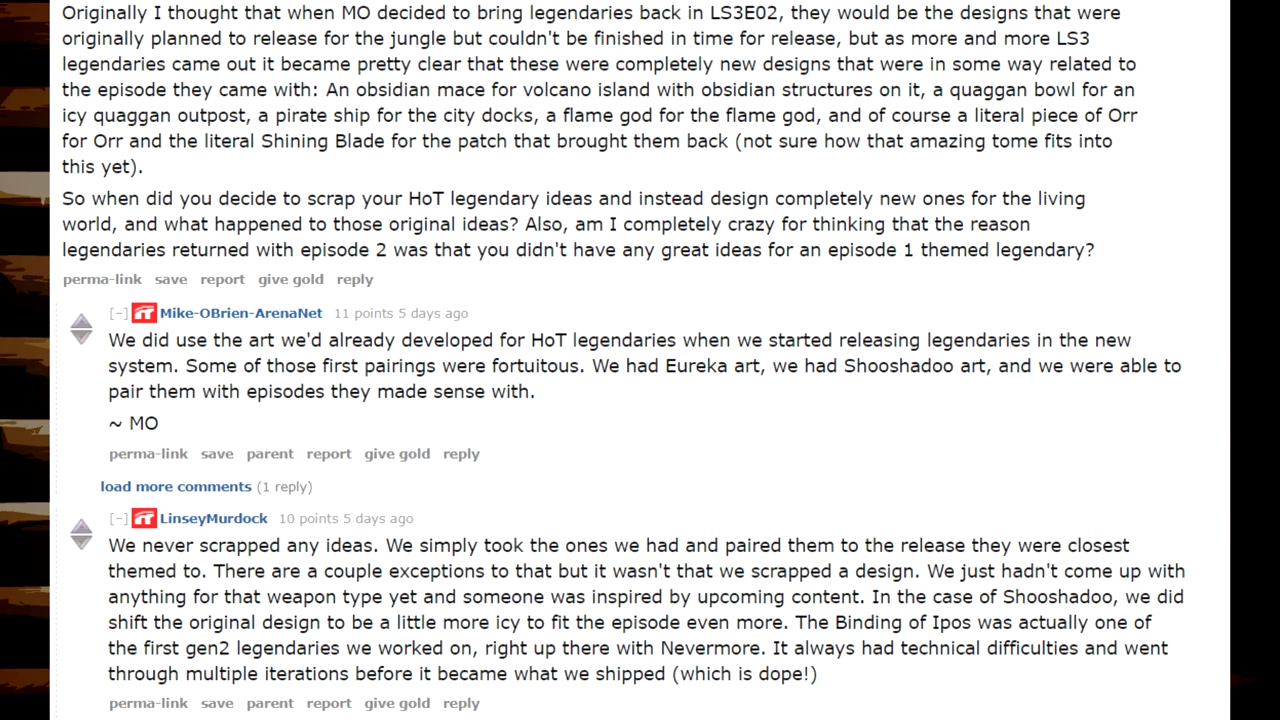 Originally I thought that when MO decided to bring legendaries back in LS3E02, they would be the designs that were
originally planned to release for the jungle but couldn't be finished in time for release, but as more and more LS3
legendaries came out it became pretty clear that these were completely new designs that were in some way related to
the episode they came with: An obsidian mace for volcano island with obsidian structures on it, a quaggan bowl for an
icy quaggan outpost, a pirate ship for the city docks, a flame god for the flame god, and of course a literal piece of Orr
for Orr and the literal Shining Blade for the patch that brought them back (not sure how that amazing tome fits into
this yet).
So when did you decide to scrap your HoT legendary ideas and instead design completely new ones for the living
world, and what happened to those original ideas? Also, am I completely crazy for thinking that the reason
legendaries returned with episode 2 was that you didn't have any great ideas for an episode 1 themed legendary?
perma-link save report give gold reply
[–] Mike-OBrien-ArenaNet 11 points 5 days ago
We did use the art we'd already developed for HoT legendaries when we started releasing legendaries in the new
system. Some of those first pairings were fortuitous. We had Eureka art, we had Shooshadoo art, and we were able to
pair them with episodes they made sense with.
~ MO
perma-link save parent report give gold reply
load more comments (1 reply)
[–] LinseyMurdock 10 points 5 days ago
We never scrapped any ideas. We simply took the ones we had and paired them to the release they were closest
themed to. There are a couple exceptions to that but it wasn't that we scrapped a design. We just hadn't come up with
anything for that weapon type yet and someone was inspired by upcoming content. In the case of Shooshadoo, we did
shift the original design to be a little more icy to fit the episode even more. The Binding of Ipos was actually one of
the first gen2 legendaries we worked on, right up there with Nevermore. It always had technical difficulties and went
through multiple iterations before it became what we shipped (which is dope!)
perma-link save parent report give gold reply